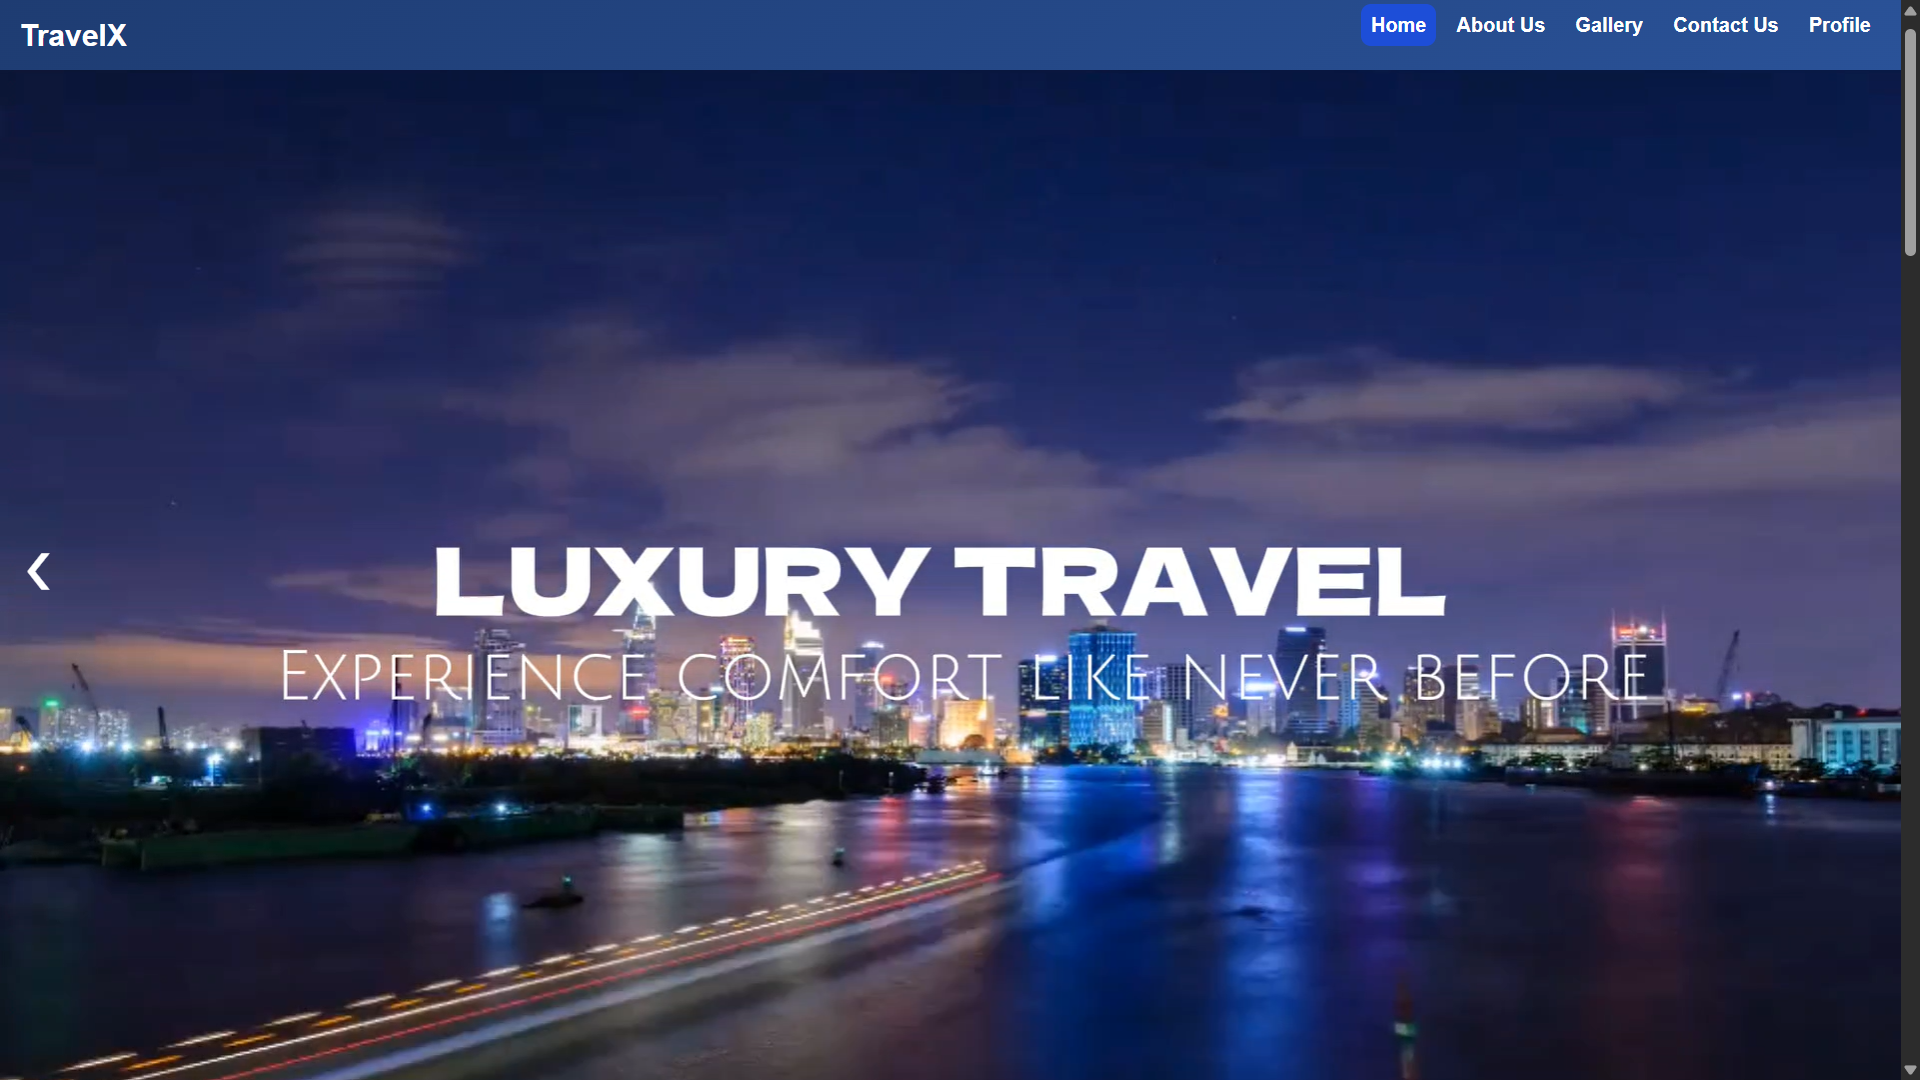 TravelX
Home About Us Gallery Contact Us Profile
LUXURY TRAVEL
EXPERIENCE COMFORT LIKE NEVER BEFORE